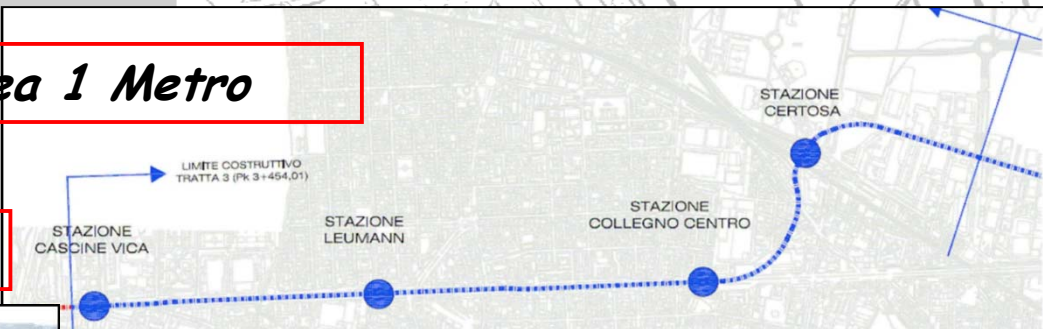 ea 1 Metro
LIMITE COSTRUTTIVO
TRATTA 3 (Pk 3+454,01)
STAZIONE
CERTOSA
STAZIONE
COLLEGNO CENTRO
STAZIONE
LEUMANN
STAZIONE
CASCINE VICA